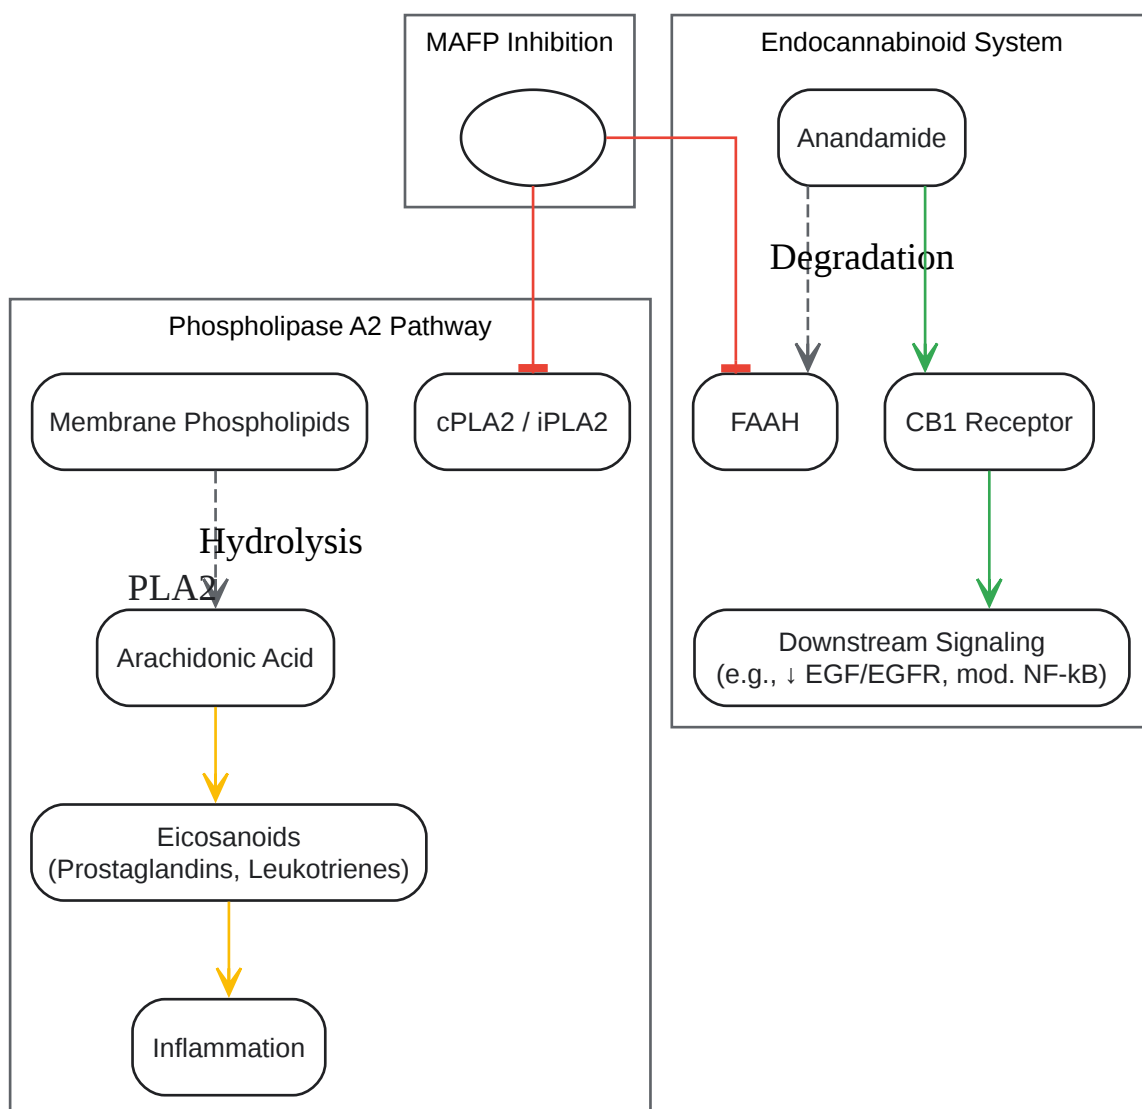 MAFP Inhibition
Endocannabinoid System
Anandamide
Degradation
Phospholipase A2 Pathway
Membrane Phospholipids
cPLA2 / iPLA2
FAAH
CB1 Receptor
Hydrolysis
PLA2
Arachidonic Acid
Downstream Signaling
(e.g., ↓ EGF/EGFR, mod. NF-kB)
Eicosanoids
(Prostaglandins, Leukotrienes)
Inflammation